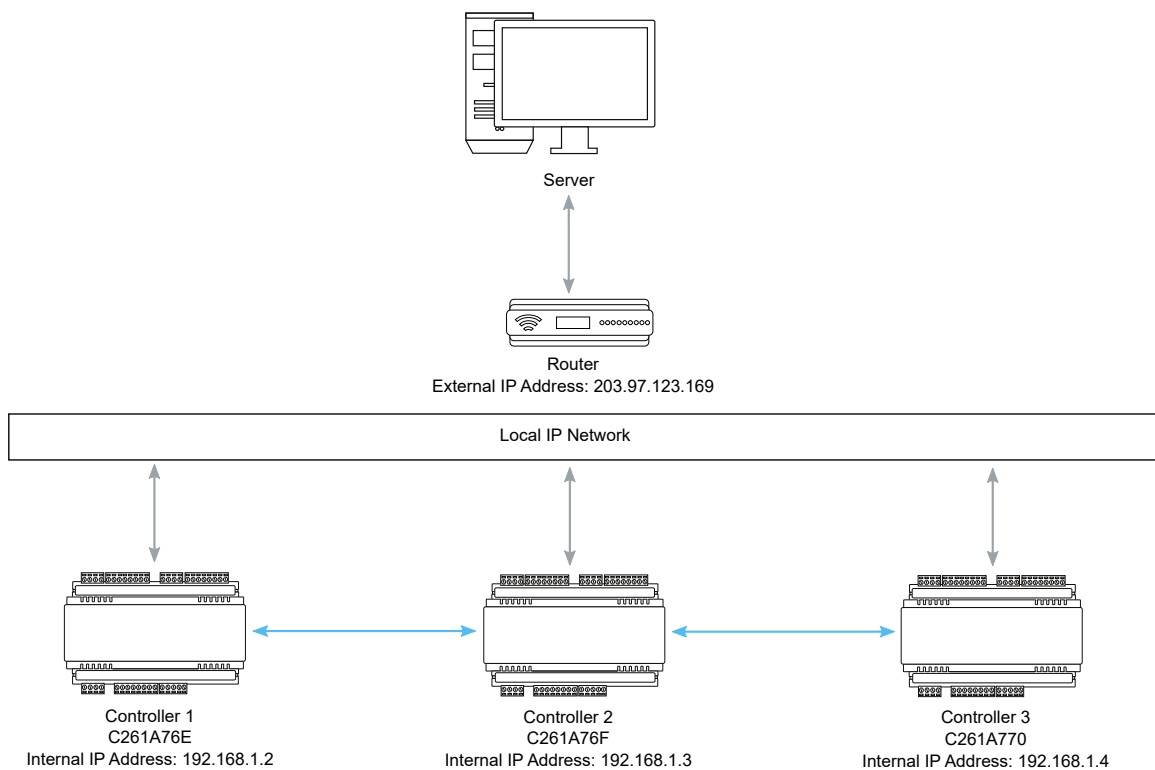 Server
Router
External IP Address: 203.97.123.169
Local IP Network
Controller 1
C261A76E
Internal IP Address: 192.168.1.2
Controller 2
C261A76F
Internal IP Address: 192.168.1.3
Controller 3
C261A770
Internal IP Address: 192.168.1.4